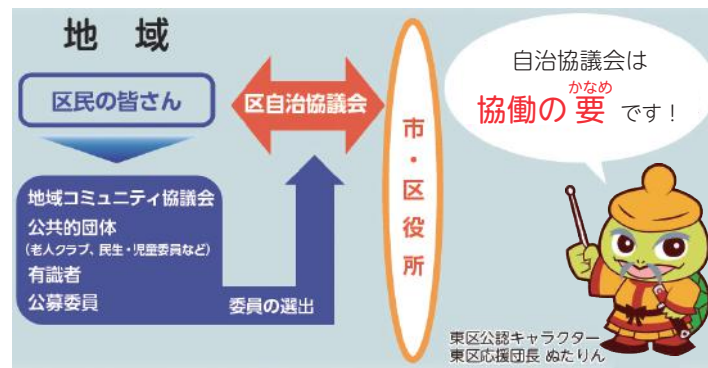 地 域
区民の皆さん
区自治協議会
地域コミュニティ協議会
公共的団体
(老人クラブ、民生・児童委員など)
有識者
公募委員
委員の選出
市・区役所
自治協議会は
かなめ
協働の要です！
東区公認キャラクター
東区応援団長 ぬたりん